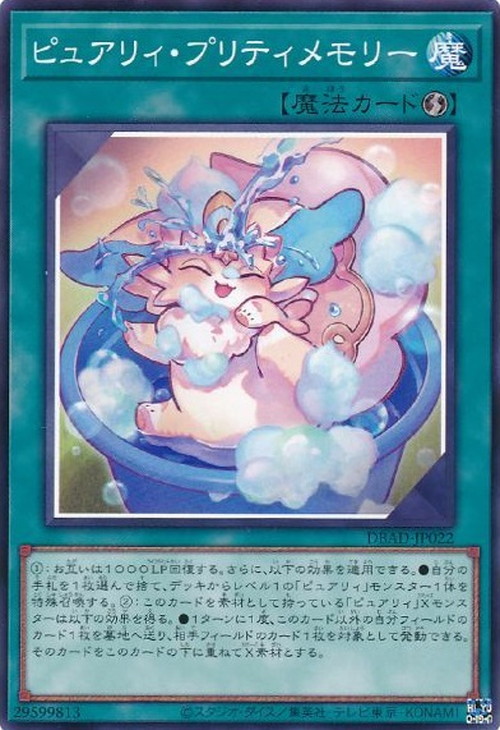 ピュアリィ・プリティメモリー 魔
【魔法カード】
DBAD-JP022
①:お互いは1000LP回復する。さらに、以下の効果を適用できる。●自分の
手札を1枚選んで捨て、デッキからレベル1の「ピュアリィ」モンスター1体を
特殊召喚する。②:このカードを素材として持っている「ピュアリィ」Xモンス
ターは以下の効果を得る。●1ターンに1度、このカード以外の自分フィールド
のカード1枚を墓地へ送り、相手フィールドのカード1枚を対象として発動できる。
そのカードをこのカードの下に重ねてX素材とする。
29599813 ©スタジオ・ダイス/集英社・テレビ東京・KONAMI